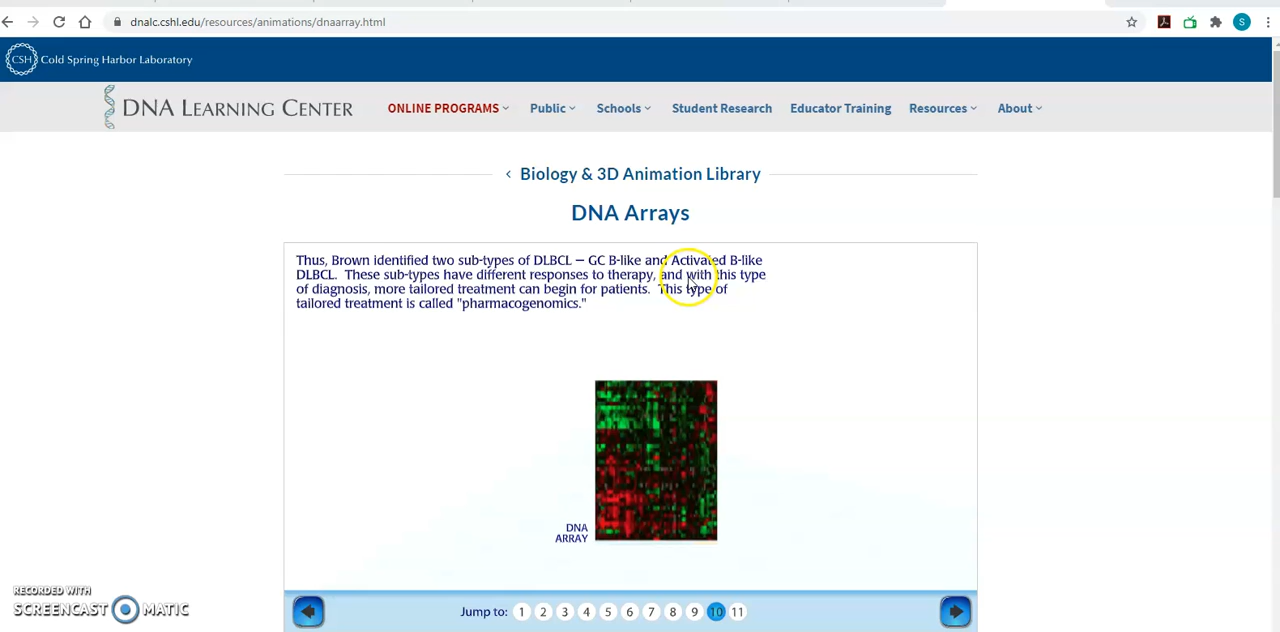 dnalc.cshl.edu/resources/animations/dnaarray.html
S
CSH Cold Spring Harbor Laboratory
DNA LEARNING CENTER
ONLINE PROGRAMS Public Schools Student Research Educator Training Resources About
< Biology & 3D Animation Library
DNA Arrays
Thus, Brown identified two sub-types of DLBCL – GC B-like and Activated B-like
DLBCL. These sub-types have different responses to therapy, and with this type
of diagnosis, more tailored treatment can begin for patients. This type of
tailored treatment is called "pharmacogenomics."
DNA
ARRAY
RECORDED WITH
SCREENCAST MATIC
Jump to: 1 2 3 4 5 6 7 8 9 10 11